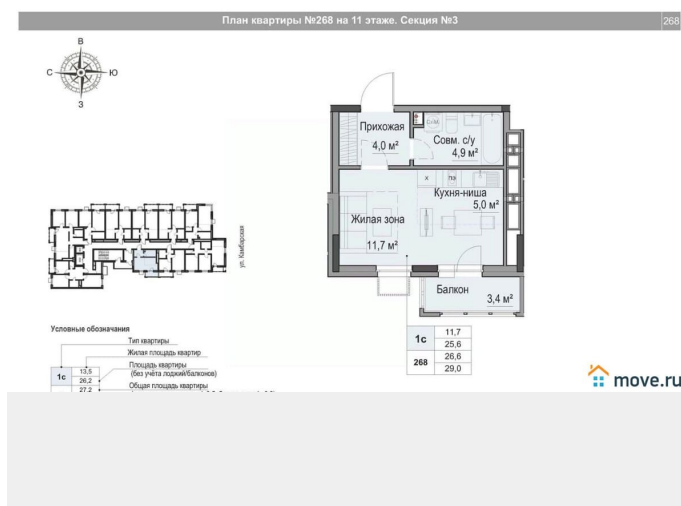 План квартиры №268 на 11 этаже. Секция №3
268
В
С
Ю
З
Прихожая
4,0 м²
Совм. с/у
4,9 м²
С+М
х
пэ
Кухня-ниша
5,0 м²
Жилая зона
11,7 м²
Балкон
3,4 м²
ул. Камбарская
1с
11,7
25,6
268
26,6
29,0
Условные обозначания
Тип квартиры
Жилая площадь квартир
Площадь квартиры
(без учёта лоджий/балконов)
Общая площадь квартиры
1с
13,5
26,2
27,2
move.ru